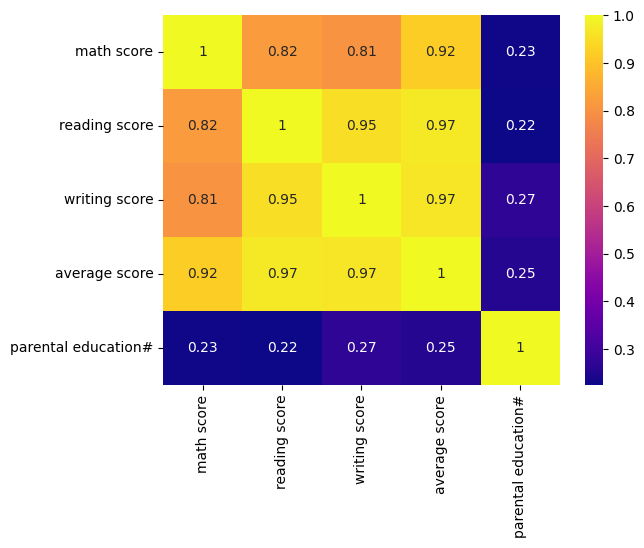 math score 1 0.82 0.81 0.92 0.23
reading score 0.82 1 0.95 0.97 0.22
writing score 0.81 0.95 1 0.97 0.27
average score 0.92 0.97 0.97 1 0.25
parental education# 0.23 0.22 0.27 0.25 1
math score
reading score
writing score
average score
parental education#
1.0
0.9
0.8
0.7
0.6
0.5
0.4
0.3